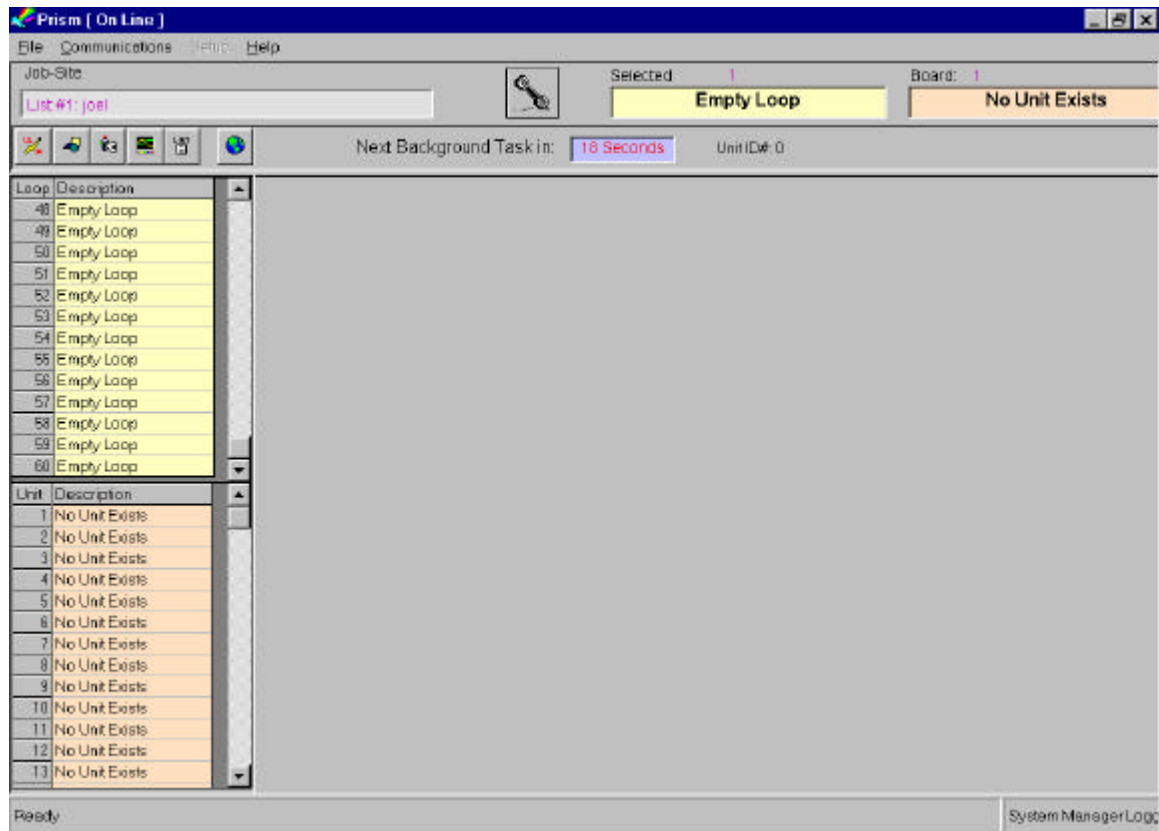 Prism [ On Line ]
File Communications Setup Help
Job-Site
List #1: joel
Selected 1
Empty Loop
Board: 1
No Unit Exists
Next Background Task in: 18 Seconds Unit ID#: 0
Loop Description
48 Empty Loop
49 Empty Loop
50 Empty Loop
51 Empty Loop
52 Empty Loop
53 Empty Loop
54 Empty Loop
55 Empty Loop
56 Empty Loop
57 Empty Loop
58 Empty Loop
59 Empty Loop
60 Empty Loop
Unit Description
1 No Unit Exists
2 No Unit Exists
3 No Unit Exists
4 No Unit Exists
5 No Unit Exists
6 No Unit Exists
7 No Unit Exists
8 No Unit Exists
9 No Unit Exists
10 No Unit Exists
11 No Unit Exists
12 No Unit Exists
13 No Unit Exists
Ready
System Manager Logg